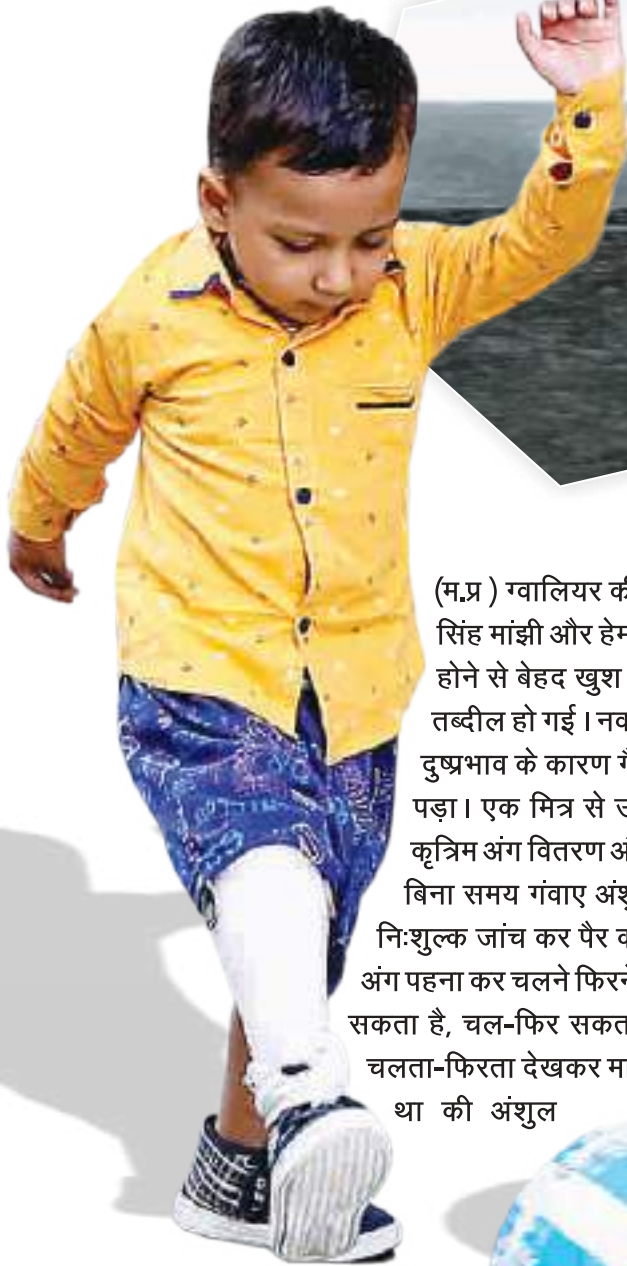 (म.प्र ) ग्वालियर की
सिंह मांझी और हेम
होने से बेहद खुश
तब्दील हो गई । नव
दुष्प्रभाव के कारण गै
पड़ा । एक मित्र से उ
कृत्रिम अंग वितरण अं
बिना समय गंवाए अंशु
निःशुल्क जांच कर पैर क
अंग पहना कर चलने फिरने
सकता है, चल-फिर सकत
चलता-फिरता देखकर मा
था की अंशुल